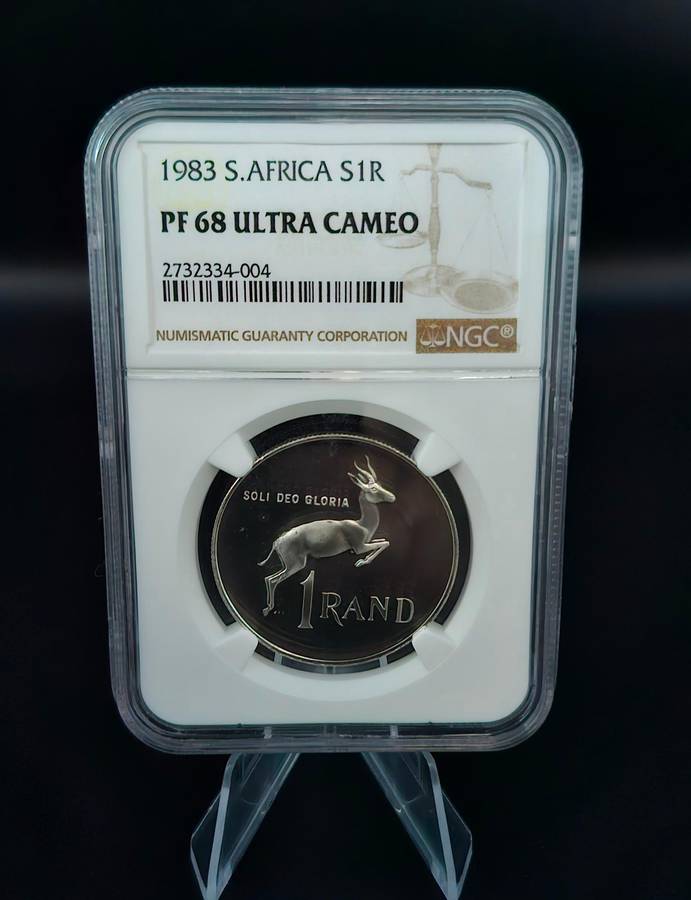 1983 S.AFRICA S1R
PF 68 ULTRA CAMEO
2732334-004
NUMISMATIC GUARANTY CORPORATION
NGC®
SOLI DEO GLORIA
1 RAND